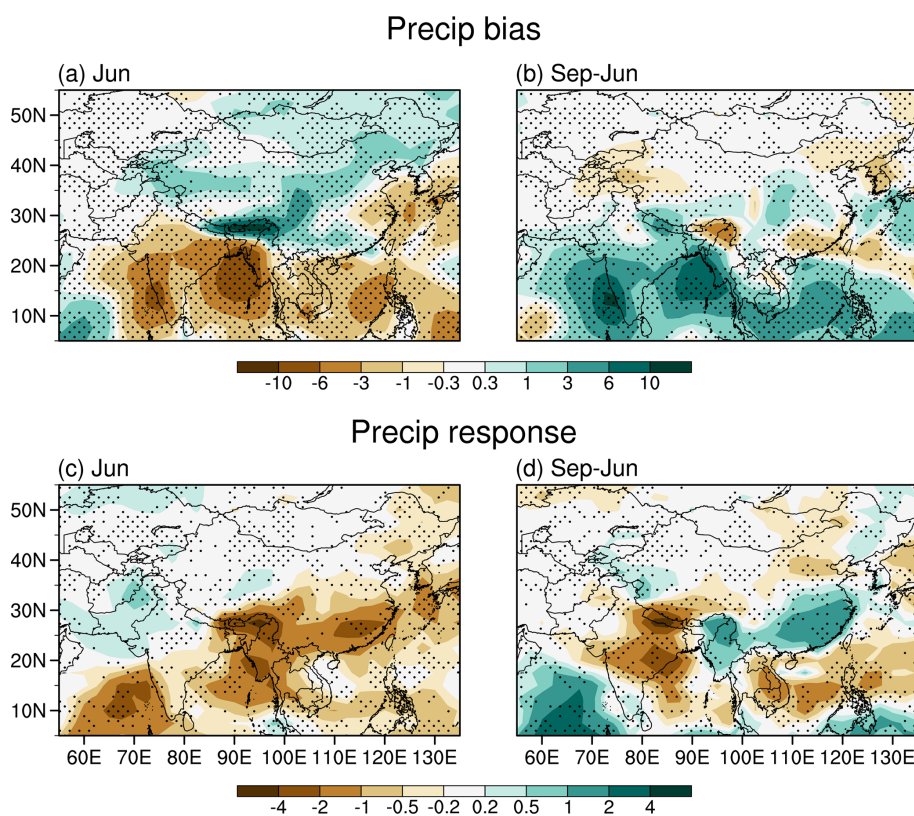 Precip bias
(a) Jun
(b) Sep-Jun
50N
40N
30N
20N
10N
-10 -6 -3 -1 -0.3 0.3 1 3 6 10
Precip response
(c) Jun
(d) Sep-Jun
50N
40N
30N
20N
10N
60E 70E 80E 90E 100E 110E 120E 130E
60E 70E 80E 90E 100E 110E 120E 130E
-4 -2 -1 -0.5 -0.2 0.2 0.5 1 2 4